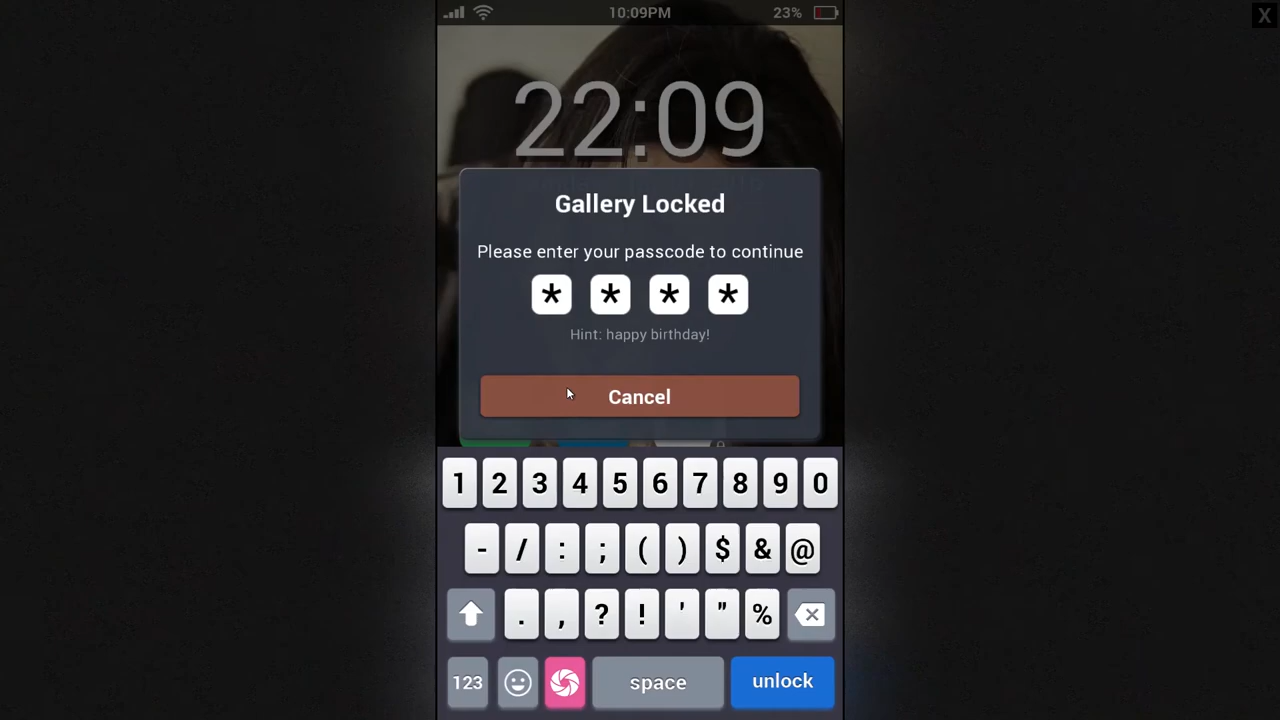 10:09PM 23% X
22:09
Gallery Locked
Please enter your passcode to continue
* * * *
Hint: happy birthday!
Cancel
1 2 3 4 5 6 7 8 9 0
- / : ; ( ) $ & @
. , ? ! ' " %
123 space unlock